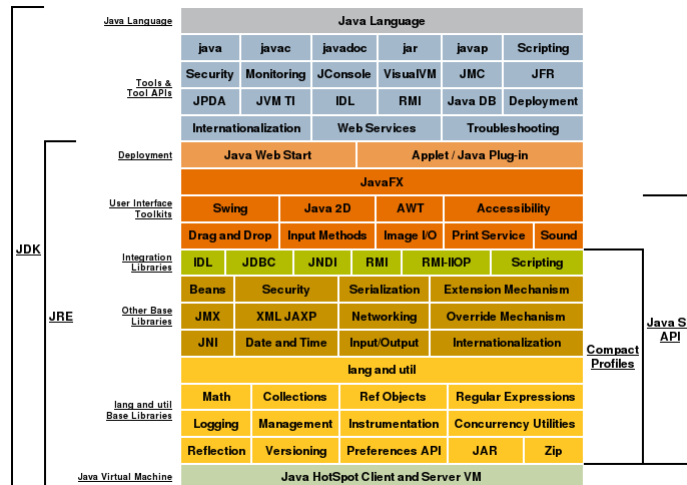 Java Language Java Language
java javac javadoc jar javap Scripting
Security Monitoring JConsole VisualVM JMC JFR
Tools & Tool APIs
JPDA JVM TI IDL RMI Java DB Deployment
Internationalization Web Services Troubleshooting
Deployment Java Web Start Applet / Java Plug-in
JavaFX
User Interface Toolkits
Swing Java 2D AWT Accessibility
Drag and Drop Input Methods Image I/O Print Service Sound
JDK
Integration Libraries
IDL JDBC JNDI RMI RMI-IIOP Scripting
Beans Security Serialization Extension Mechanism
Other Base Libraries
JMX XML JAXP Networking Override Mechanism
JRE
JNI Date and Time Input/Output Internationalization
Java S
API
Compact
Profiles
lang and util
Math Collections Ref Objects Regular Expressions
lang and util Base Libraries
Logging Management Instrumentation Concurrency Utilities
Reflection Versioning Preferences API JAR Zip
Java Virtual Machine Java HotSpot Client and Server VM